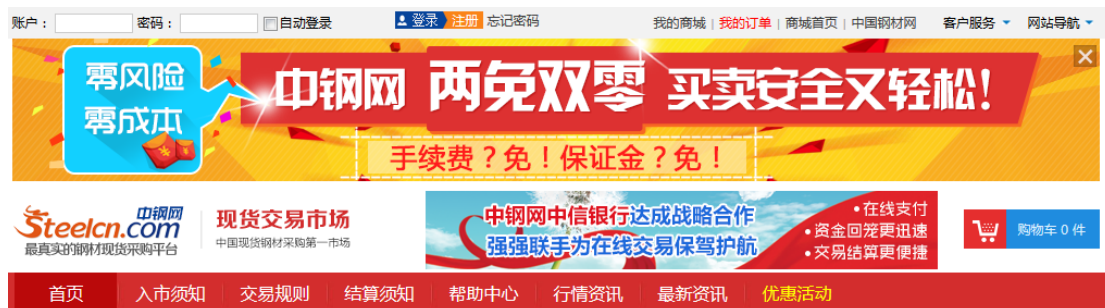 账户： 密码： 自动登录 登录 注册 忘记密码 我的商城 | 我的订单 | 商城首页 | 中国钢材网 客户服务 网站导航
零风险
零成本
中钢网 两免双零 买卖安全又轻松！
手续费？免！保证金？免！
Steelcn.com 中钢网
最真实的钢材现货采购平台
现货交易市场
中国现货钢材采购第一市场
中钢网中信银行达成战略合作
强强联手为在线交易保驾护航
•在线支付
•资金回笼更迅速
•交易结算更便捷
购物车 0 件
首页 入市须知 交易规则 结算须知 帮助中心 行情资讯 最新资讯 优惠活动